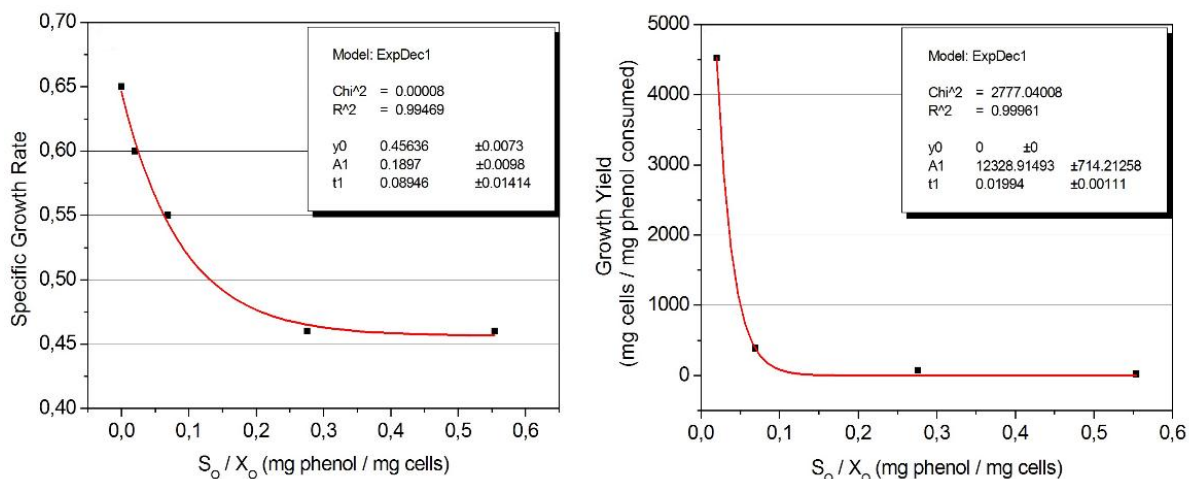 0,70
0,65
0,60
0,55
0,50
0,45
0,40
Specific Growth Rate
Model: ExpDec1
Chi^2 = 0.00008
R^2 = 0.99469
y0 0.45636 ±0.0073
A1 0.1897 ±0.0098
t1 0.08946 ±0.01414
0,0 0,1 0,2 0,3 0,4 0,5 0,6
S_o / X_o (mg phenol / mg cells)
5000
4000
3000
2000
1000
0
Growth Yield
(mg cells / mg phenol consumed)
Model: ExpDec1
Chi^2 = 2777.04008
R^2 = 0.99961
y0 0 ±0
A1 12328.91493 ±714.21258
t1 0.01994 ±0.00111
0,0 0,1 0,2 0,3 0,4 0,5 0,6
S_o / X_o (mg phenol / mg cells)